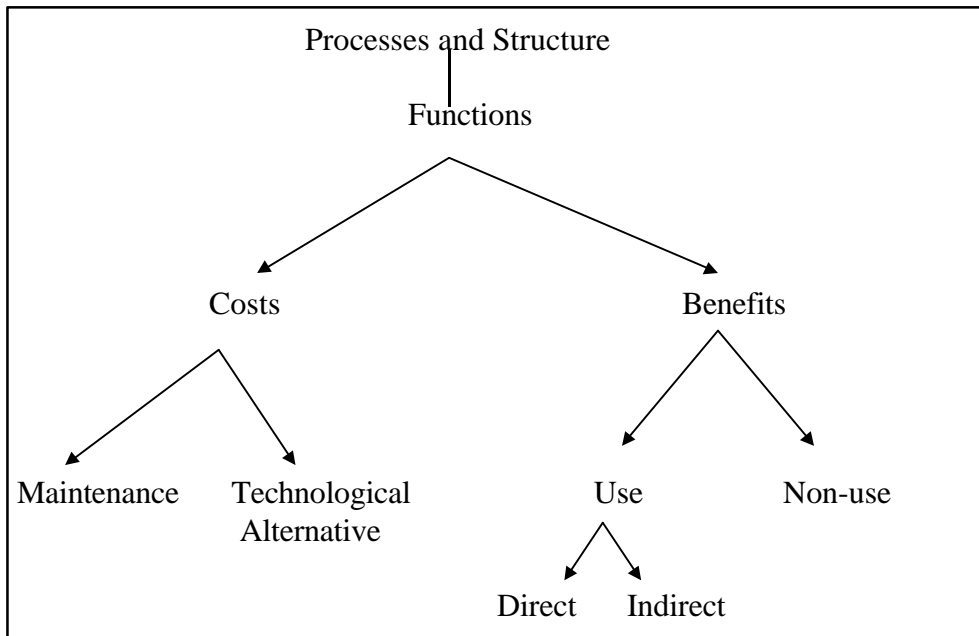 Processes and Structure
Functions
Costs
Benefits
Maintenance
Technological
Alternative
Use
Non-use
Direct
Indirect